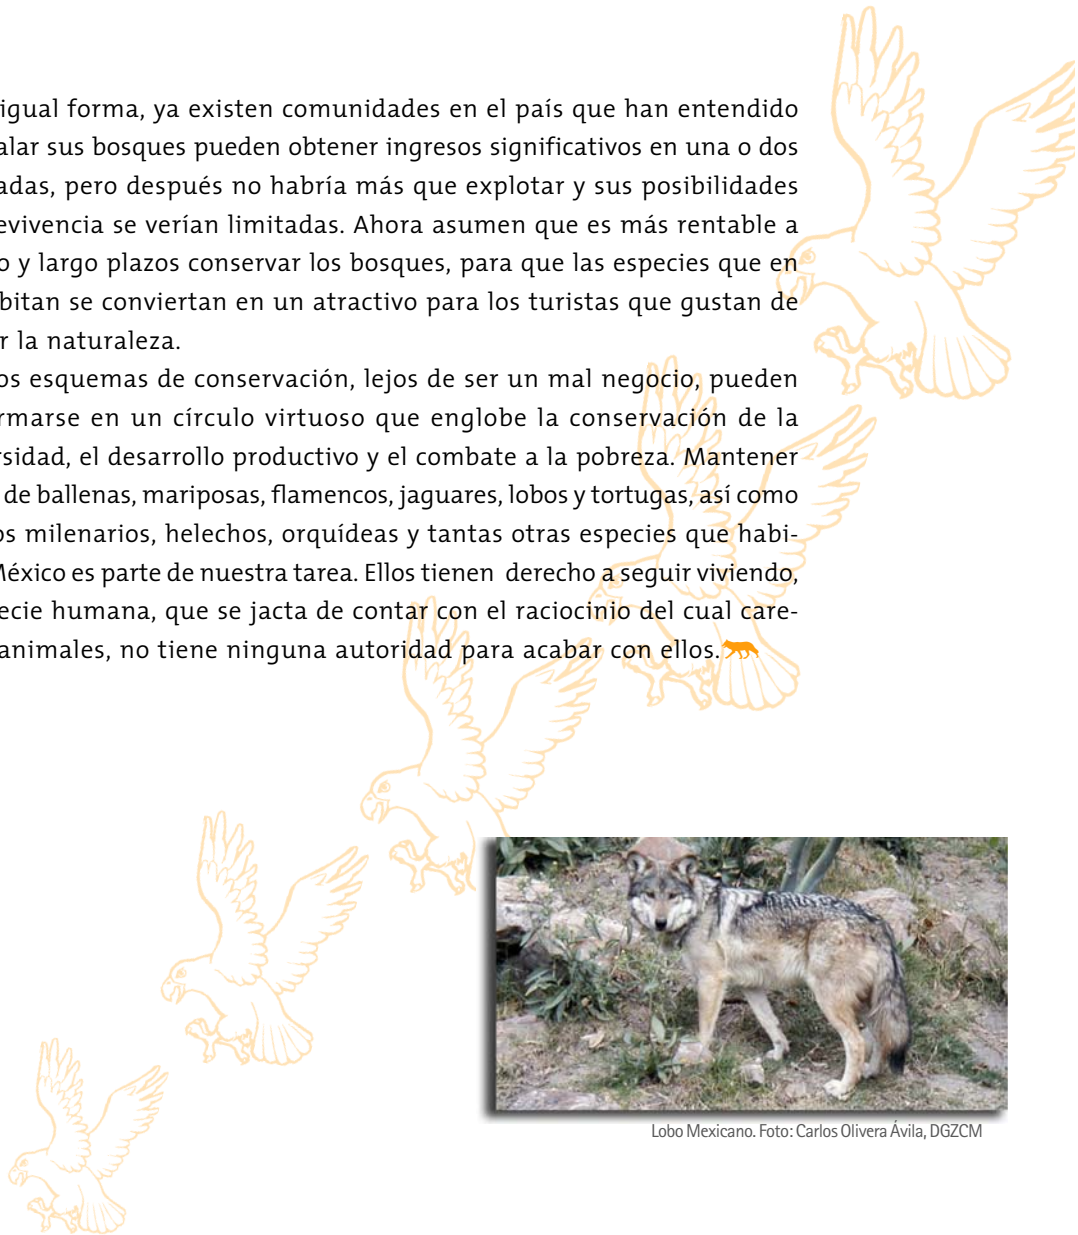 igual forma, ya existen comunidades en el país que han entendido
alar sus bosques pueden obtener ingresos significativos en una o dos
adas, pero después no habría más que explotar y sus posibilidades
evivencia se verían limitadas. Ahora asumen que es más rentable a
o y largo plazos conservar los bosques, para que las especies que en
bitan se conviertan en un atractivo para los turistas que gustan de
r la naturaleza.
os esquemas de conservación, lejos de ser un mal negocio, pueden
rmarse en un círculo virtuoso que englobe la conservación de la
rsidad, el desarrollo productivo y el combate a la pobreza. Mantener
de ballenas, mariposas, flamencos, jaguares, lobos y tortugas, así como
os milenarios, helechos, orquídeas y tantas otras especies que habi-
México es parte de nuestra tarea. Ellos tienen derecho a seguir viviendo,
ecie humana, que se jacta de contar con el raciocinio del cual care-
animales, no tiene ninguna autoridad para acabar con ellos.
Lobo Mexicano. Foto: Carlos Olivera Ávila, DGZCM